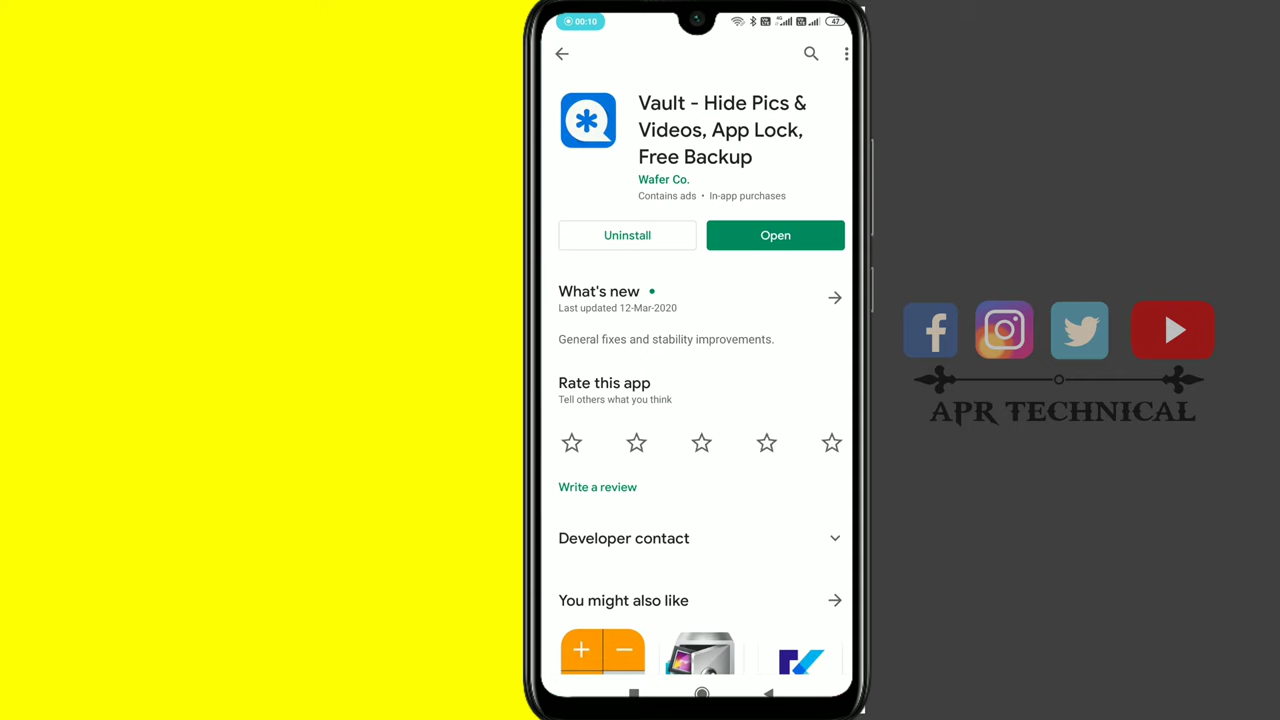 00:10
47
Vault - Hide Pics &
Videos, App Lock,
Free Backup
Wafer Co.
Contains ads • In-app purchases
Uninstall
Open
What's new
Last updated 12-Mar-2020
General fixes and stability improvements.
Rate this app
Tell others what you think
Write a review
Developer contact
You might also like
APR TECHNICAL